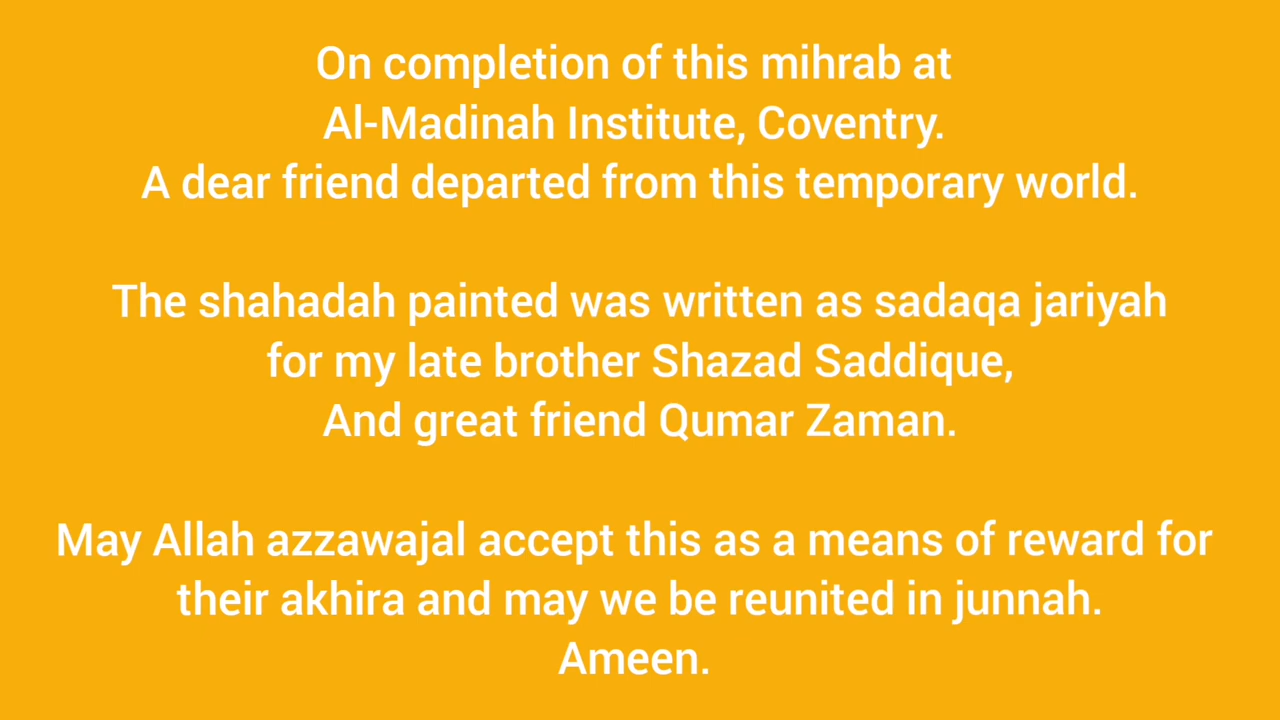 On completion of this mihrab at
Al-Madinah Institute, Coventry.
A dear friend departed from this temporary world.
The shahadah painted was written as sadaqa jariyah
for my late brother Shazad Saddique,
And great friend Qumar Zaman.
May Allah azzawajal accept this as a means of reward for
their akhira and may we be reunited in junnah.
Ameen.